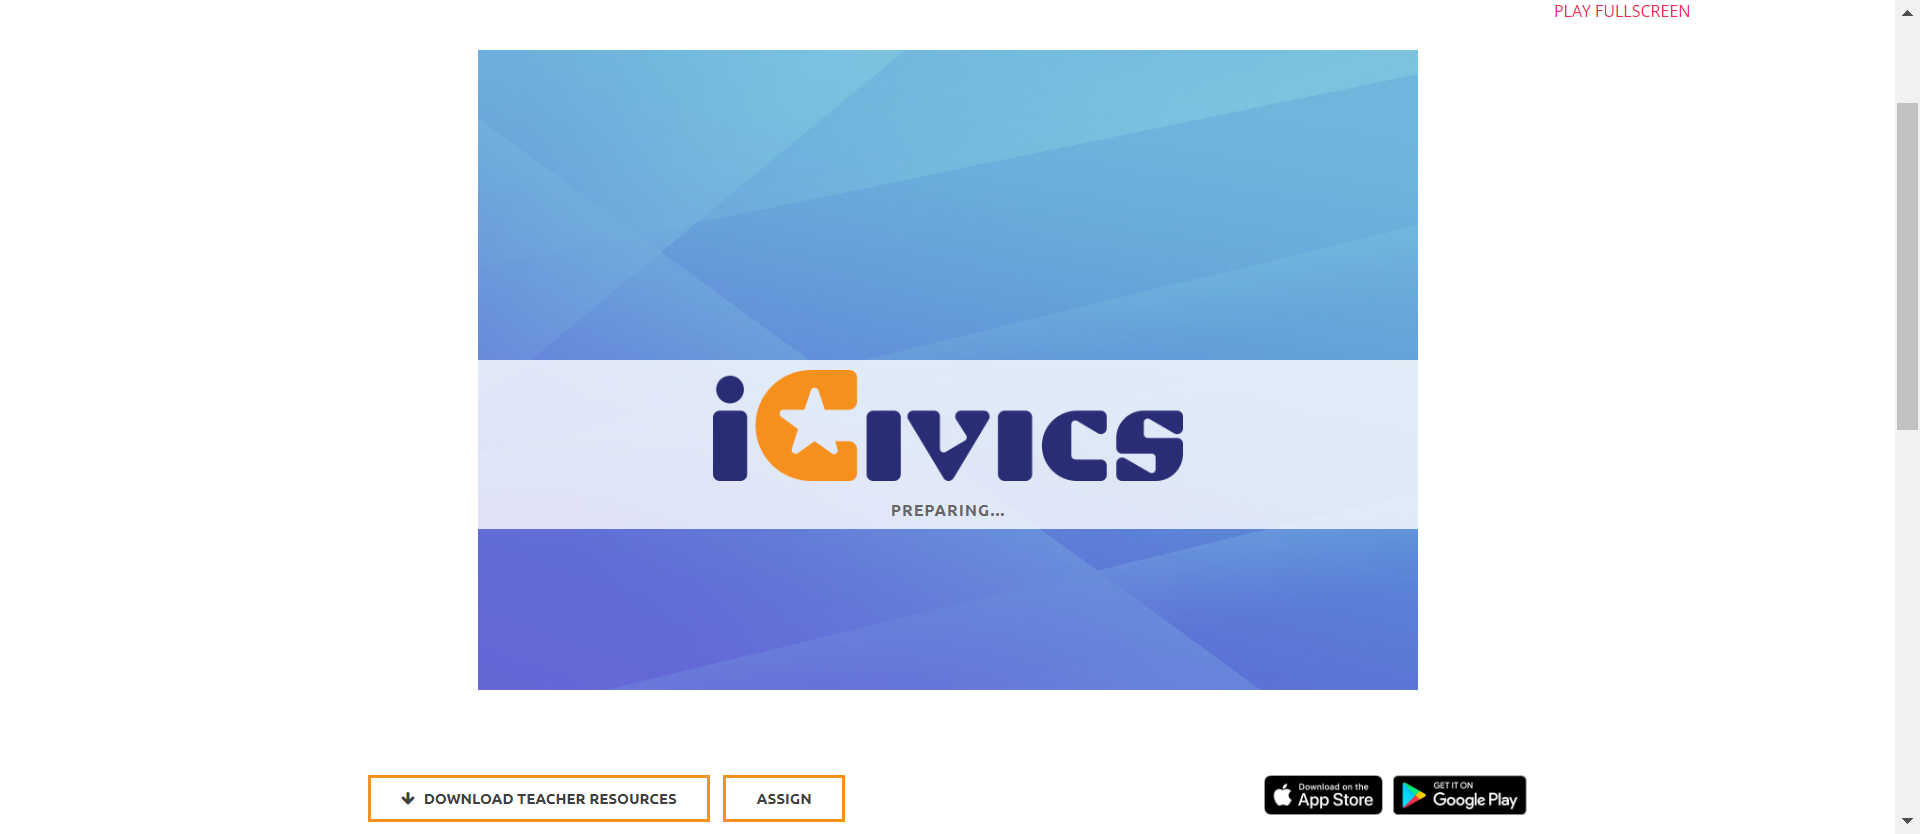 PLAY FULLSCREEN
iCivics
PREPARING...
DOWNLOAD TEACHER RESOURCES
ASSIGN
Download on the
App Store
GET IT ON
Google Play